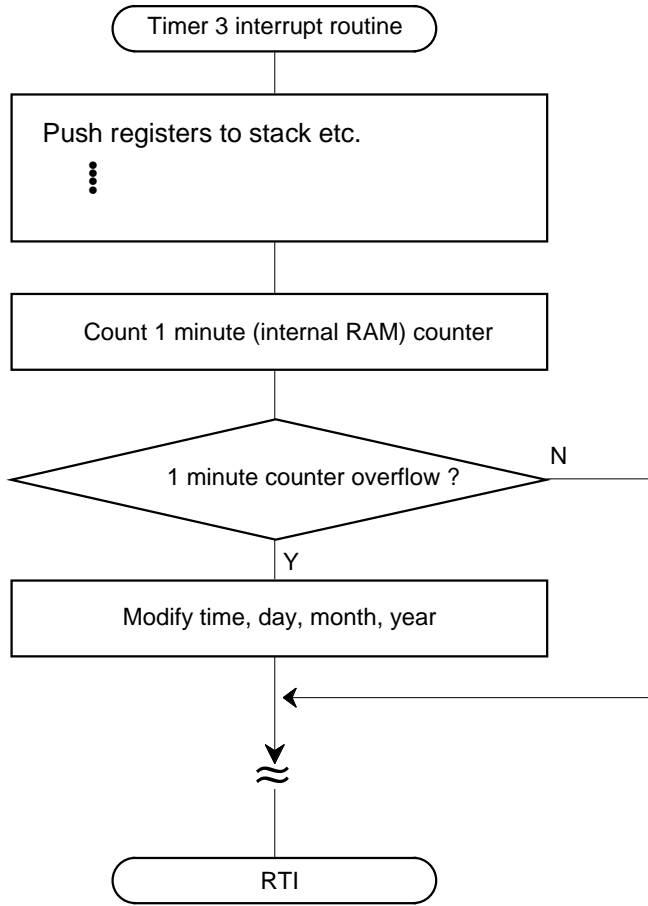 Timer 3 interrupt routine
Push registers to stack etc.
Count 1 minute (internal RAM) counter
1 minute counter overflow ?
N
Y
Modify time, day, month, year
RTI